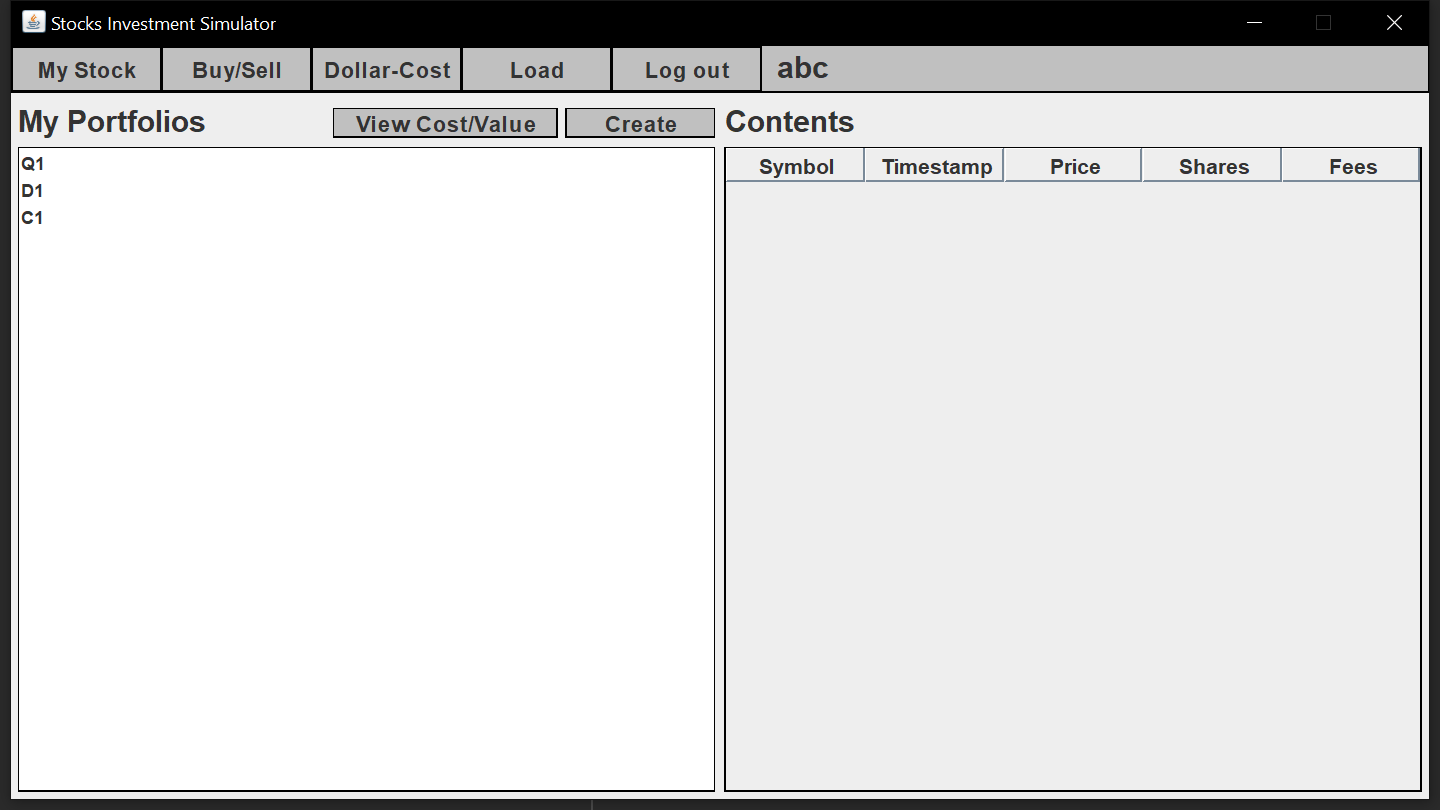 Stocks Investment Simulator
My Stock Buy/Sell Dollar-Cost Load Log out abc
My Portfolios View Cost/Value Create
Q1
D1
C1
Contents
Symbol Timestamp Price Shares Fees